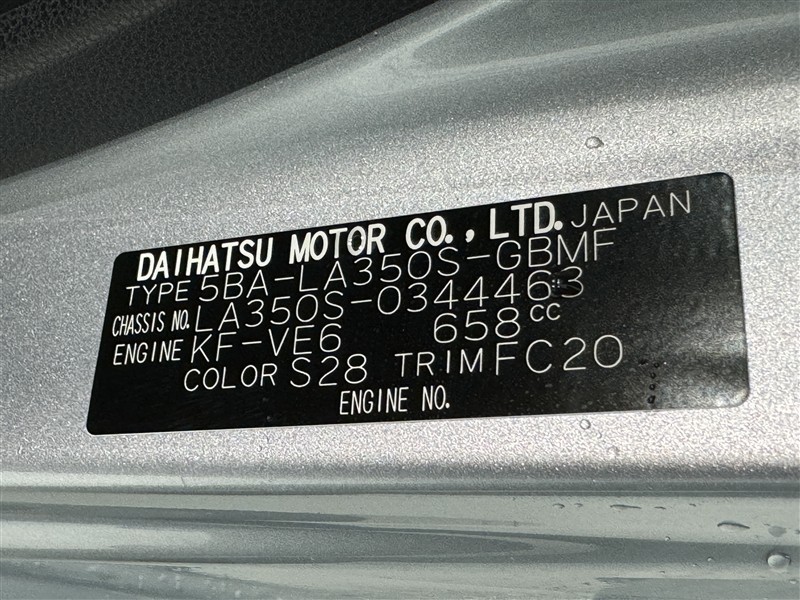 DAIHATSU MOTOR CO., LTD. JAPAN
TYPE 5BA-LA350S-GBMF
CHASSIS NO. LA350S-0344463
ENGINE KF-VE6 658cc
COLOR S28 TRIM FC20
ENGINE NO.